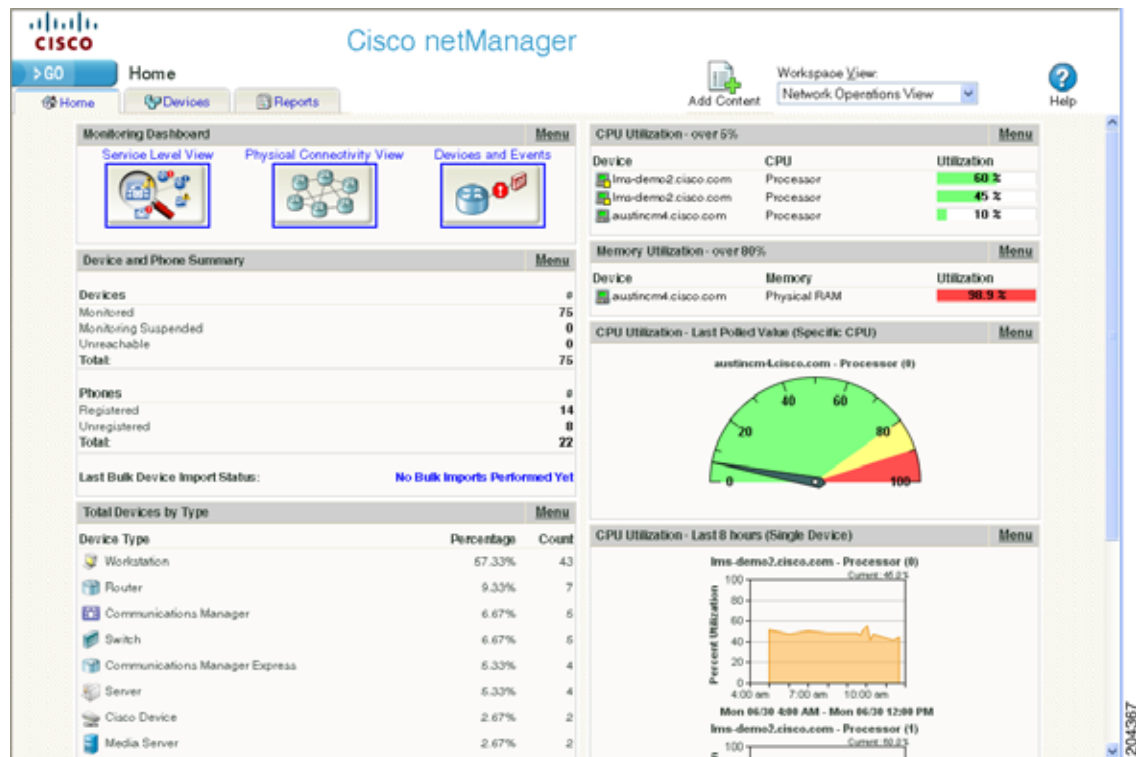 CISCO
Cisco netManager
> GO
Home
Add Content
Workspace View:
Network Operations View
Help
Home
Devices
Reports
Monitoring Dashboard Menu
Service Level View Physical Connectivity View Devices and Events
Device and Phone Summary Menu
Devices #
Monitored 75
Monitoring Suspended 0
Unreachable 0
Total: 75
Phones #
Registered 14
Unregistered 8
Total: 22
Last Bulk Device Import Status: No Bulk Imports Performed Yet
Total Devices by Type Menu
Device Type Percentage Count
Workstation 57.33% 43
Router 9.33% 7
Communications Manager 6.67% 5
Switch 6.67% 5
Communications Manager Express 5.33% 4
Server 5.33% 4
Cisco Device 2.67% 2
Media Server 2.67% 2
CPU Utilization - over 5% Menu
Device CPU Utilization
lms-demo2.cisco.com Processor 60 %
lms-demo2.cisco.com Processor 45 %
austincm4.cisco.com Processor 10 %
Memory Utilization - over 80% Menu
Device Memory Utilization
austincm4.cisco.com Physical RAM 98.9 %
CPU Utilization - Last Polled Value (Specific CPU) Menu
austincm4.cisco.com - Processor (0)
0 20 40 60 80 100
CPU Utilization - Last 8 hours (Single Device) Menu
lms-demo2.cisco.com - Processor (0)
Current: 45.0%
Percent Utilization
100
80
60
40
20
0
4:00 am 7:00 am 10:00 am
Mon 06/30 4:00 AM - Mon 06/30 12:00 PM
lms-demo2.cisco.com - Processor (1)
Current: 60.0%
100
204367